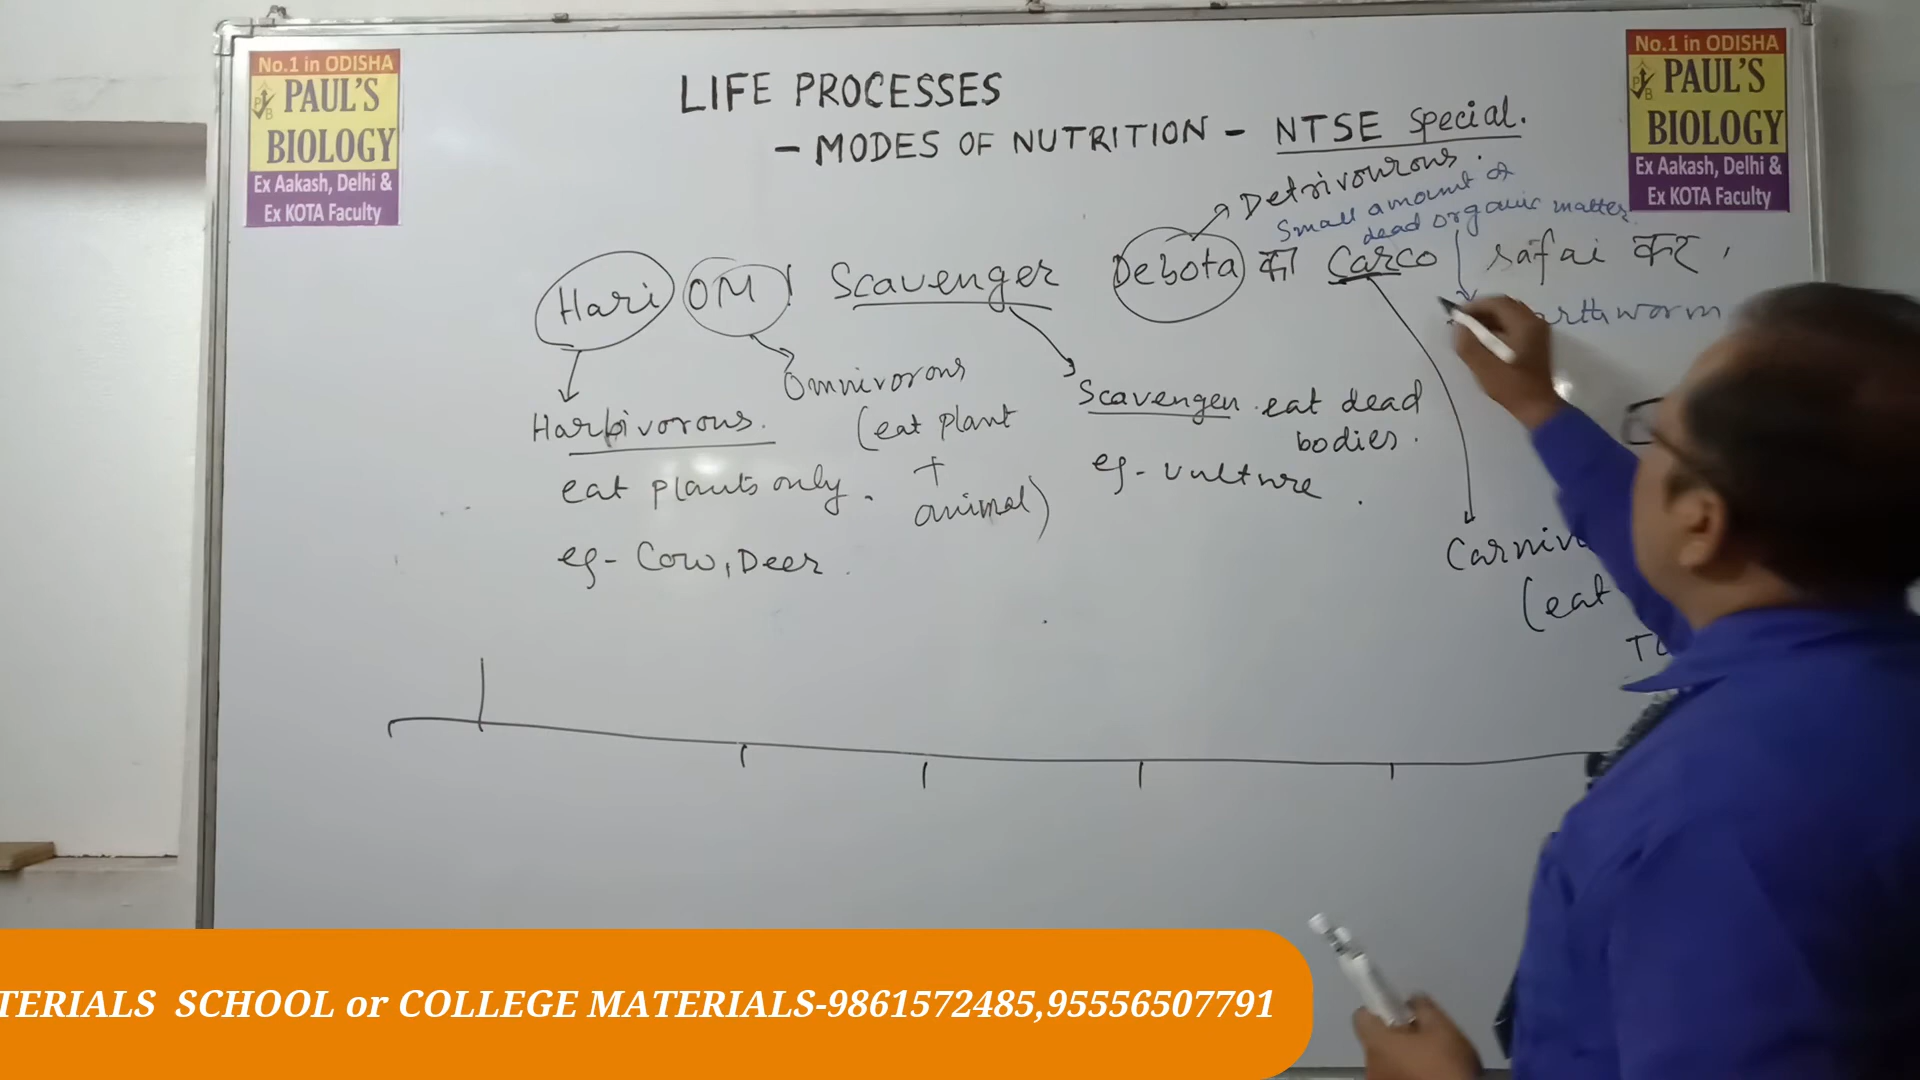 No.1 in ODISHA
PAUL'S
BIOLOGY
Ex Aakash, Delhi &
Ex KOTA Faculty
No.1 in ODISHA
PAUL'S
BIOLOGY
Ex Aakash, Delhi &
Ex KOTA Faculty
LIFE PROCESSES
- MODES OF NUTRITION - NTSE Special.
Detrivourous.
Small amount of
dead organic matter
Hari OM! Scavenger Debota का Carco safai कर,
arthworm
Omnivorous
(eat plant
+
animal)
Harbivorous.
eat plants only.
eg- Cow, Deer.
Scavengen. eat dead
bodies.
eg- vulture.
Carniv
(eat
TERIALS SCHOOL or COLLEGE MATERIALS-9861572485,95556507791